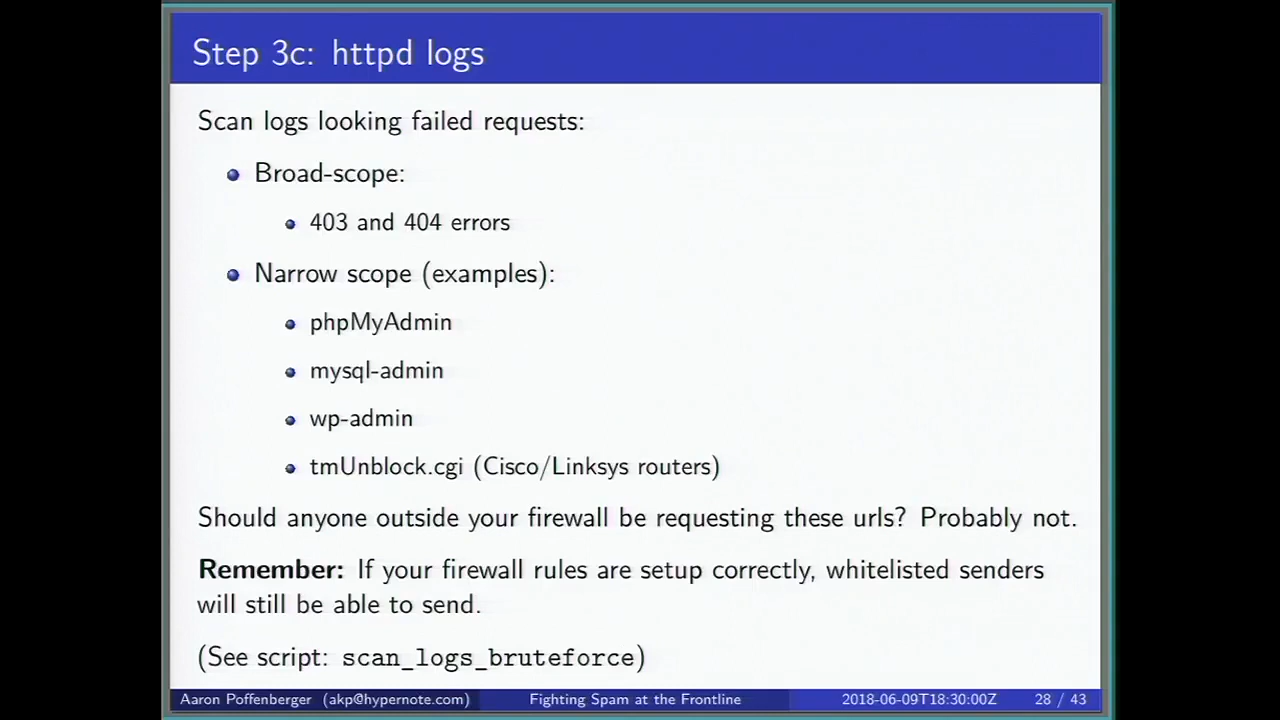 Step 3c: httpd logs
Scan logs looking failed requests:
Broad-scope:
403 and 404 errors
Narrow scope (examples):
phpMyAdmin
mysql-admin
wp-admin
tmUnblock.cgi (Cisco/Linksys routers)
Should anyone outside your firewall be requesting these urls? Probably not.
Remember: If your firewall rules are setup correctly, whitelisted senders
will still be able to send.
(See script: scan_logs_bruteforce)
Aaron Poffenberger (akp@hypernote.com) Fighting Spam at the Frontline 2018-06-09T18:30:00Z 28 / 43